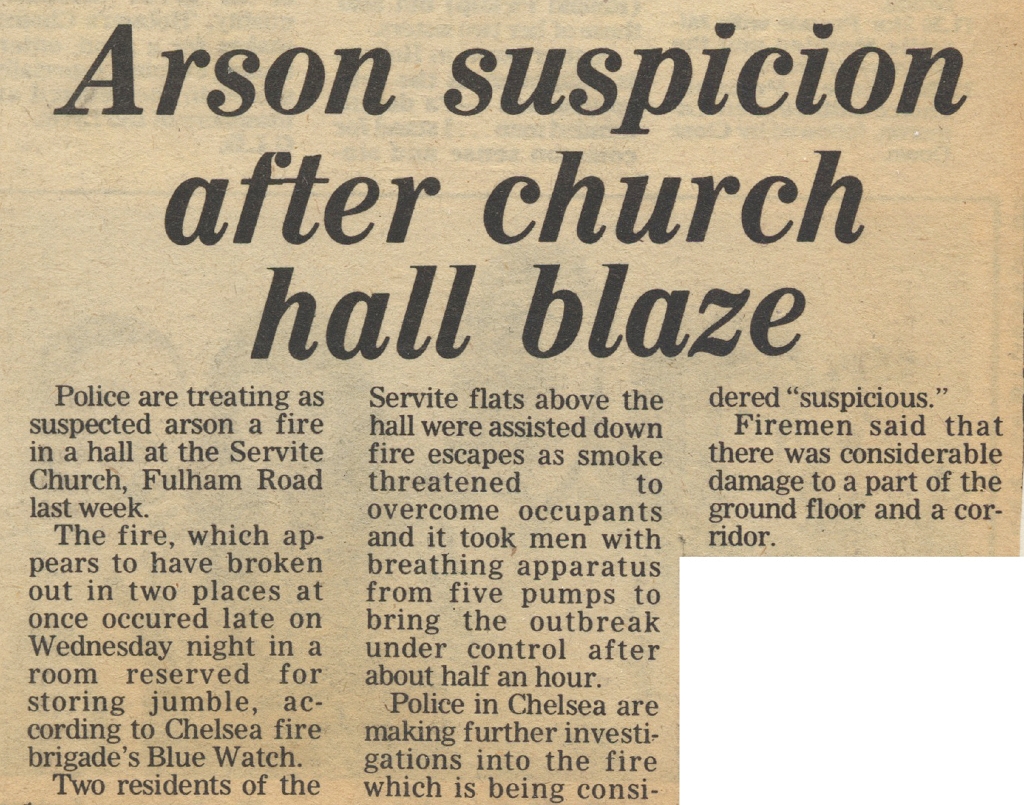 Arson suspicion
after church
hall blaze
Police are treating as
suspected arson a fire
in a hall at the Servite
Church, Fulham Road
last week.
The fire, which ap-
pears to have broken
out in two places at
once occured late on
Wednesday night in a
room reserved for
storing jumble, ac-
cording to Chelsea fire
brigade's Blue Watch.
Two residents of the
Servite flats above the
hall were assisted down
fire escapes as smoke
threatened to
overcome occupants
and it took men with
breathing apparatus
from five pumps to
bring the outbreak
under control after
about half an hour.
Police in Chelsea are
making further investi-
gations into the fire
which is being consi-
dered "suspicious."
Firemen said that
there was considerable
damage to a part of the
ground floor and a cor-
ridor.